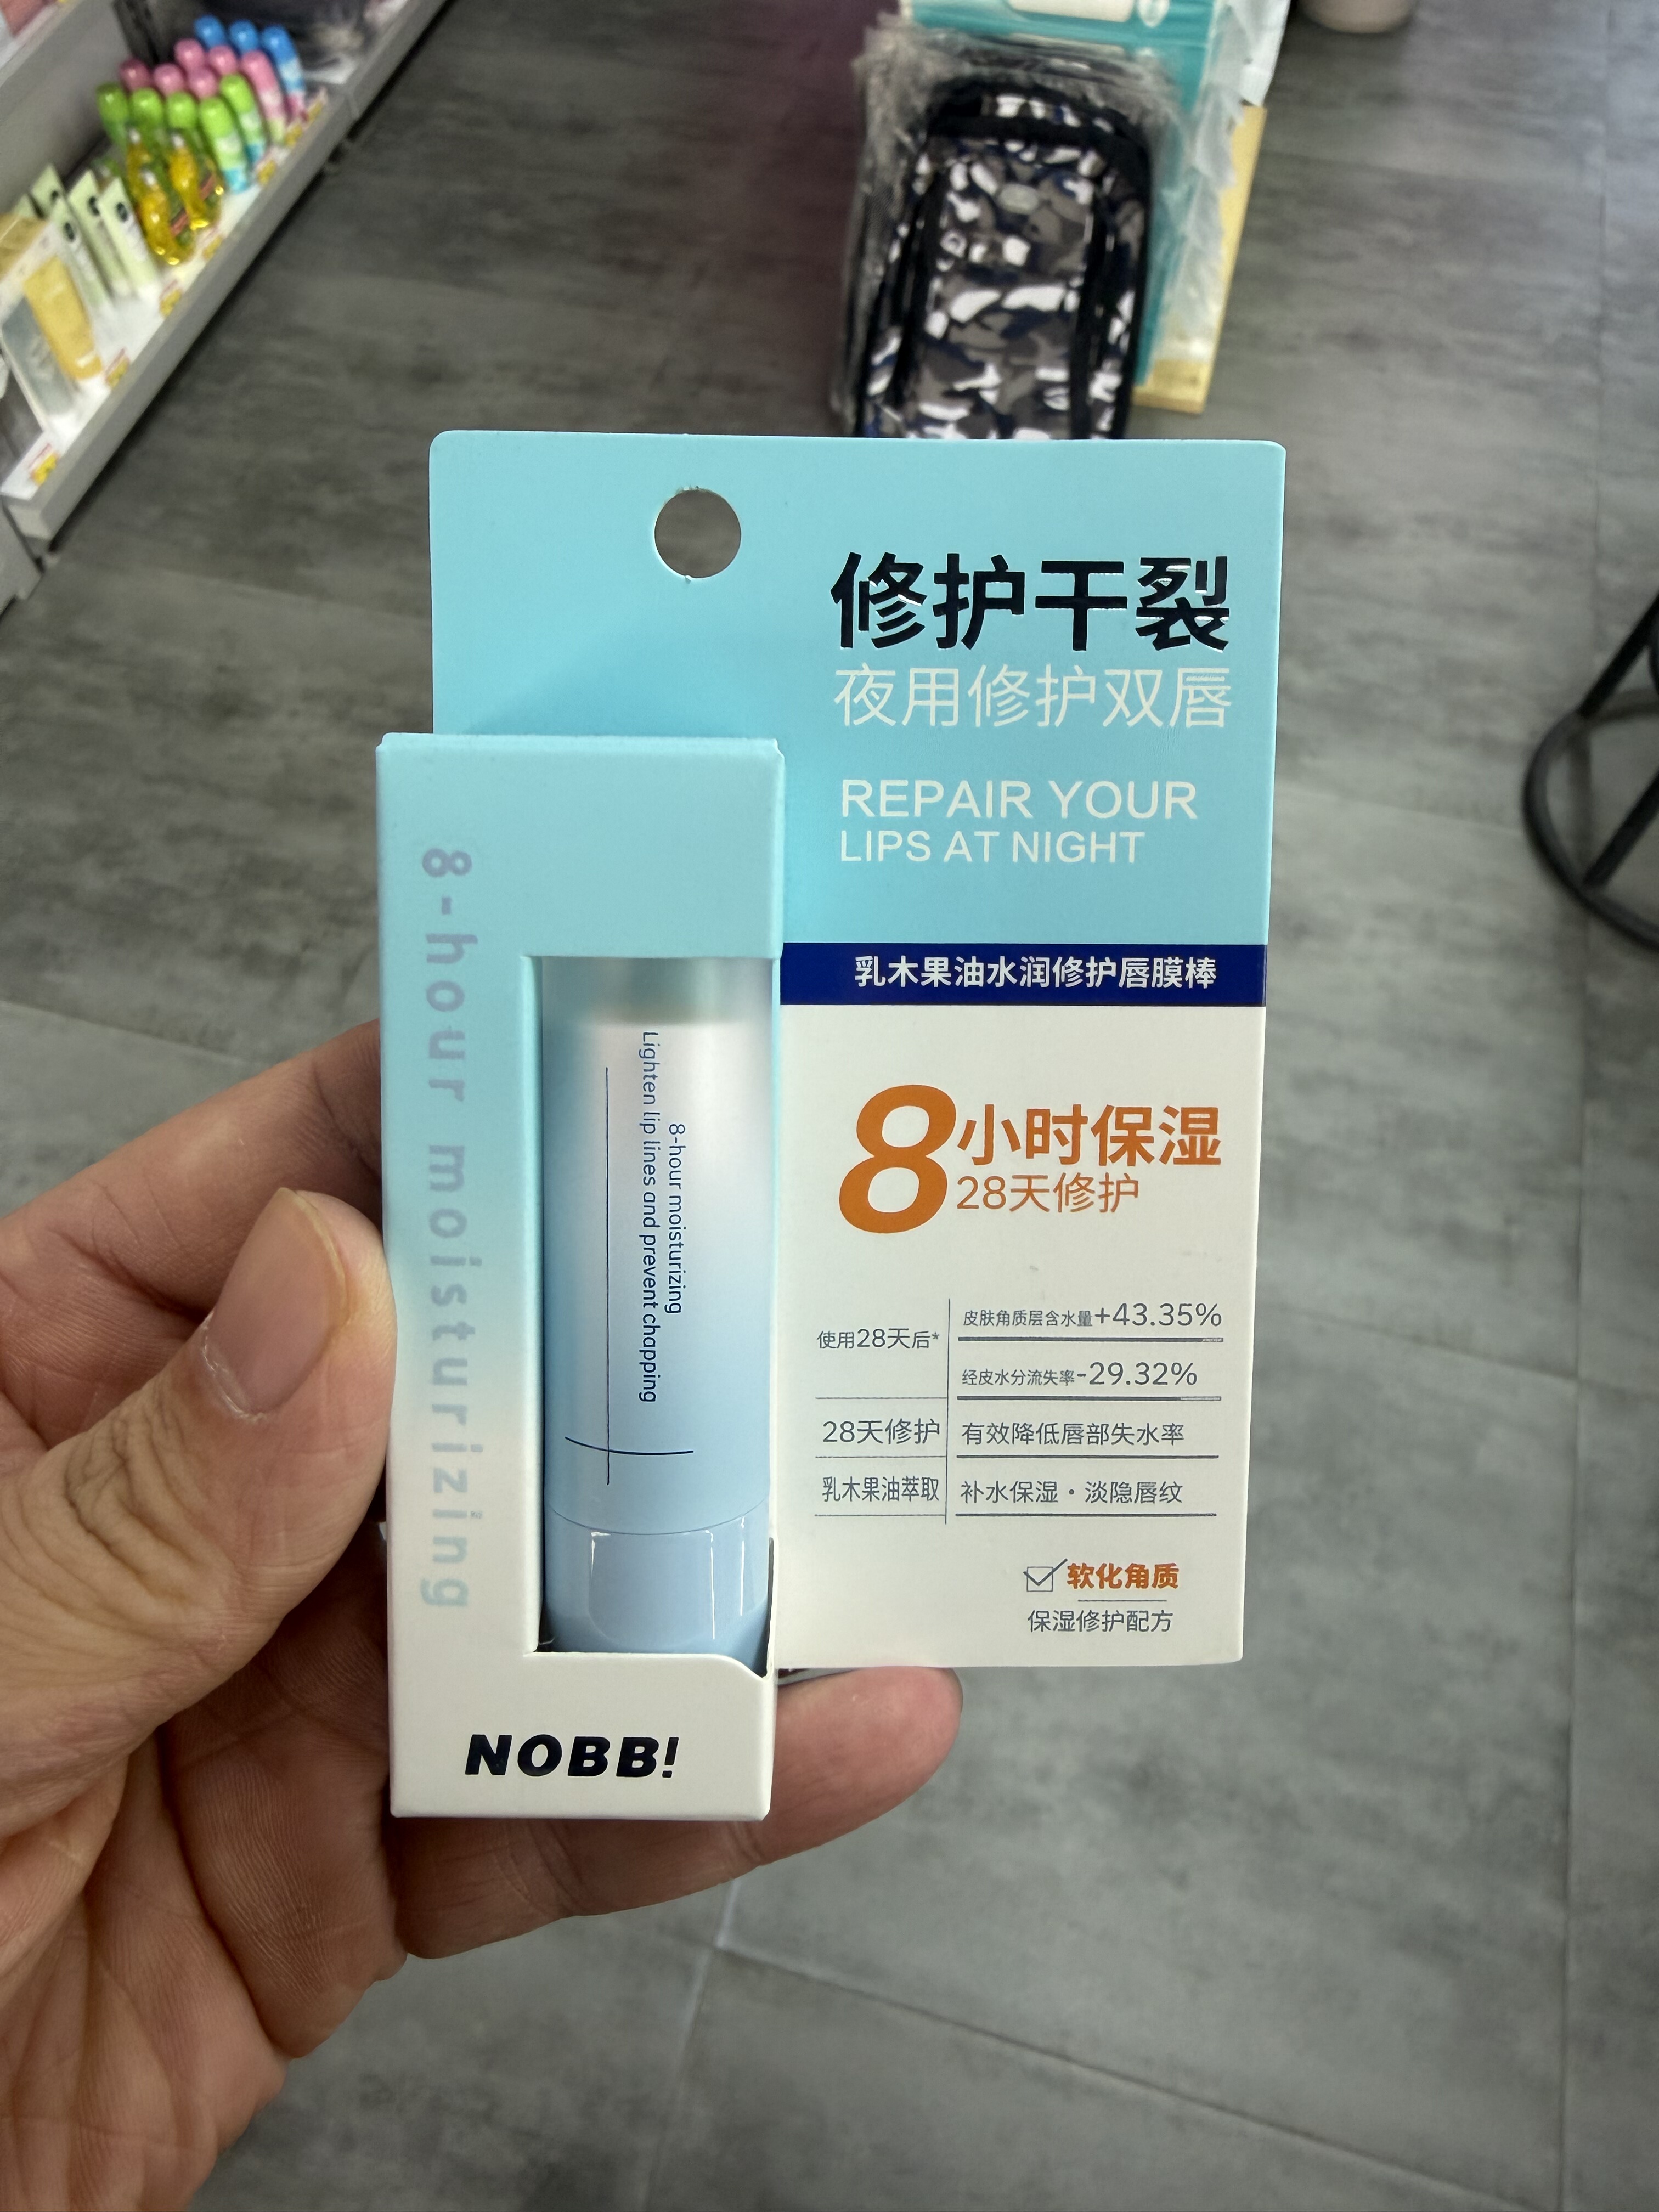 修护干裂
夜用修护双唇
REPAIR YOUR
LIPS AT NIGHT
乳木果油水润修护唇膜棒
8小时保湿
28天修护
使用28天后*
皮肤角质层含水量+43.35%
经皮水分流失率-29.32%
28天修护 有效降低唇部失水率
乳木果油萃取 补水保湿·淡隐唇纹
软化角质
保湿修护配方
8-hour moisturizing
8-hour moisturizing
Lighten lip lines and prevent chapping
NOBB!